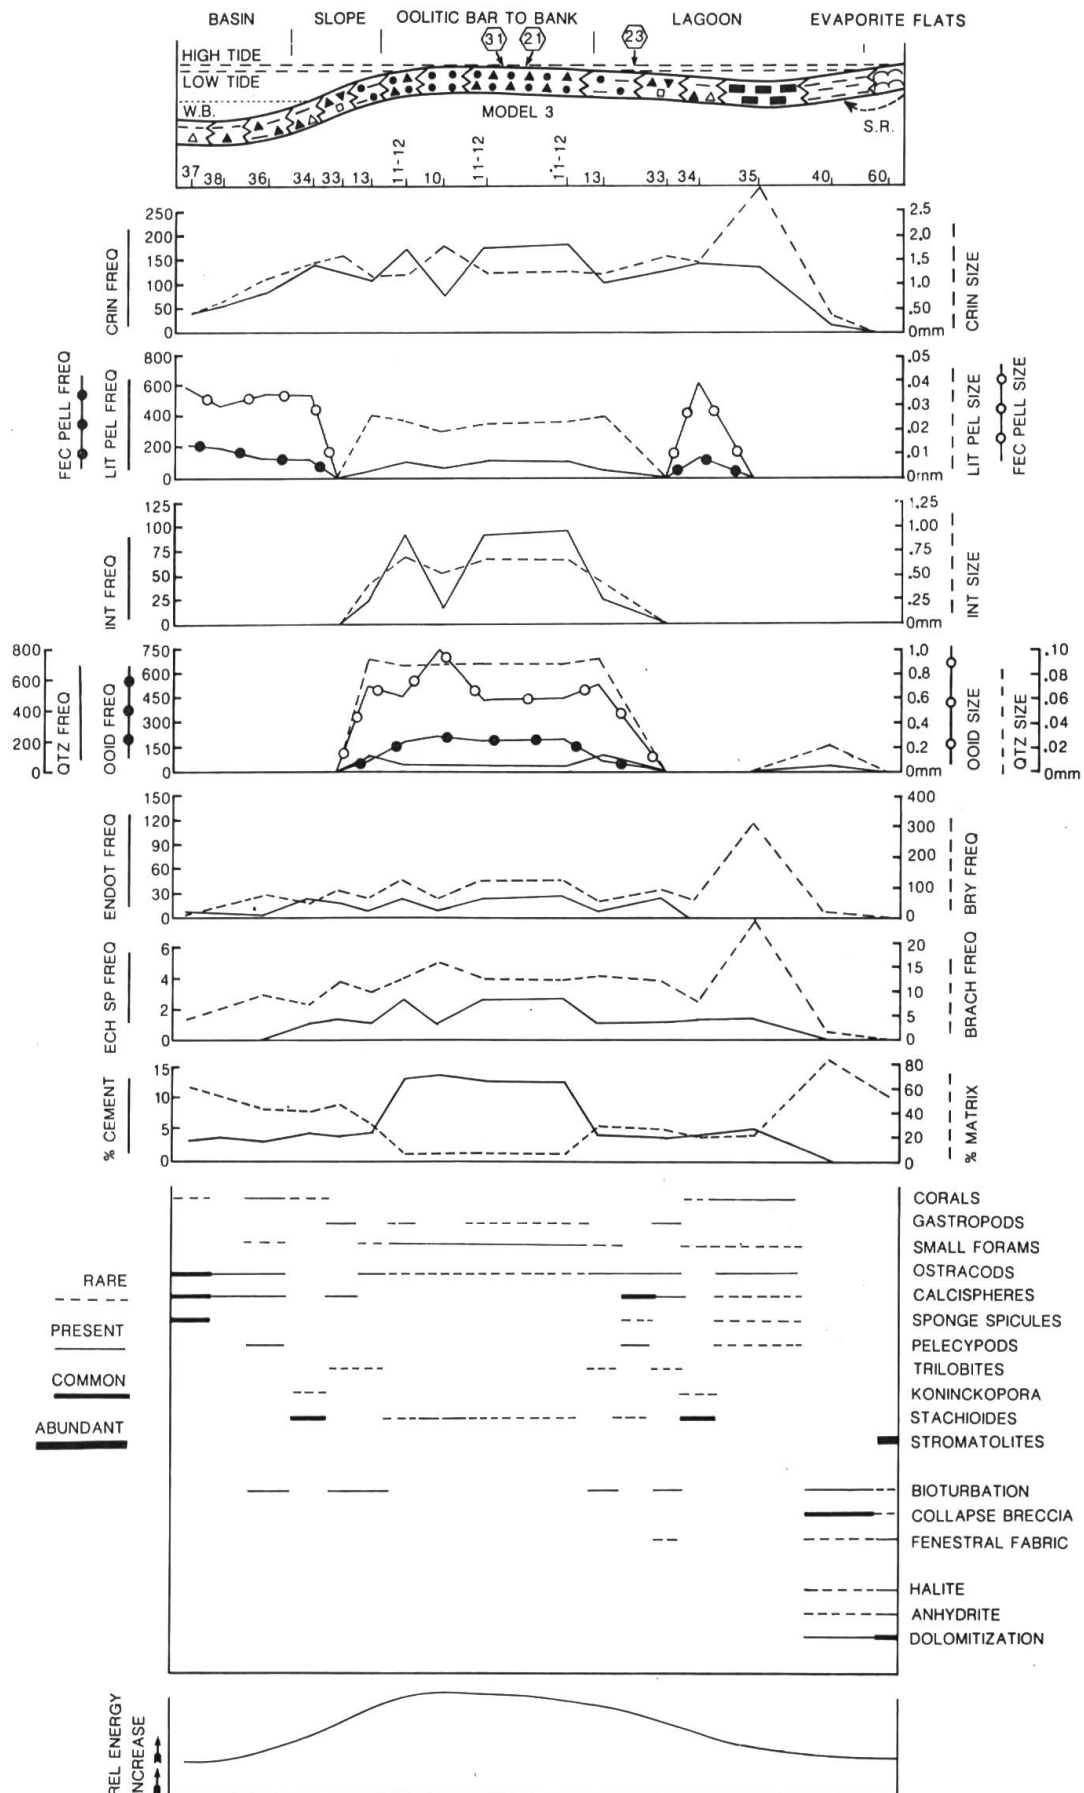 BASIN SLOPE OOLITIC BAR TO BANK LAGOON EVAPORITE FLATS
31 21 23
HIGH TIDE
LOW TIDE
W.B.
MODEL 3
S.R.
37 38 36 34 33 13 11-12 10 11-12 11-12 13 33 34 35 40 60
CRIN FREQ
250
200
150
100
50
0
2.5
2.0
1.5
1.0
.50
0mm
CRIN SIZE
FEC PELL FREQ
LIT PEL FREQ
800
600
400
200
0
.05
.04
.03
.02
.01
0mm
LIT PEL SIZE
FEC PELL SIZE
INT FREQ
125
100
75
50
25
0
1.25
1.00
.75
.50
.25
0mm
INT SIZE
800
600
400
200
0
QTZ FREQ
OOID FREQ
750
600
450
300
150
0
1.0
0.8
0.6
0.4
0.2
0mm
OOID SIZE
QTZ SIZE
.10
.08
.06
.04
.02
0mm
ENDOT FREQ
150
120
90
60
30
0
400
300
200
100
0
BRY FREQ
ECH SP FREQ
6
4
2
0
20
15
10
5
0
BRACH FREQ
% CEMENT
15
10
5
0
80
60
40
20
0
% MATRIX
RARE
PRESENT
COMMON
ABUNDANT
CORALS
GASTROPODS
SMALL FORAMS
OSTRACODS
CALCISPHERES
SPONGE SPICULES
PELECYPODS
TRILOBITES
KONINCKOPORA
STACHIOIDES
STROMATOLITES
BIOTURBATION
COLLAPSE BRECCIA
FENESTRAL FABRIC
HALITE
ANHYDRITE
DOLOMITIZATION
REL ENERGY
INCREASE